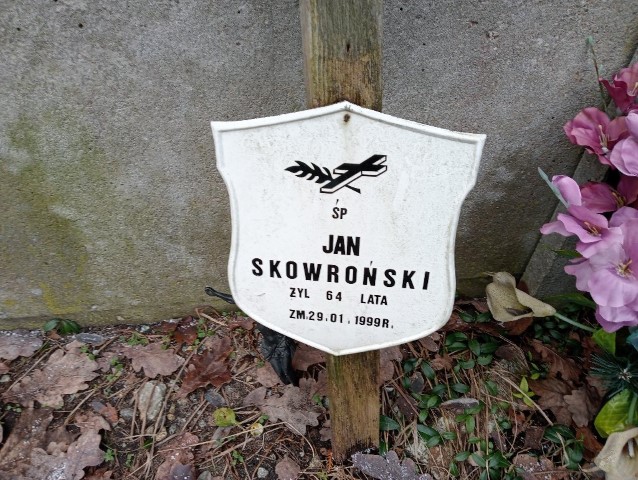 ŚP
JAN
SKOWROŃSKI
ŻYŁ 64 LATA
ZM.29.01.1999R.